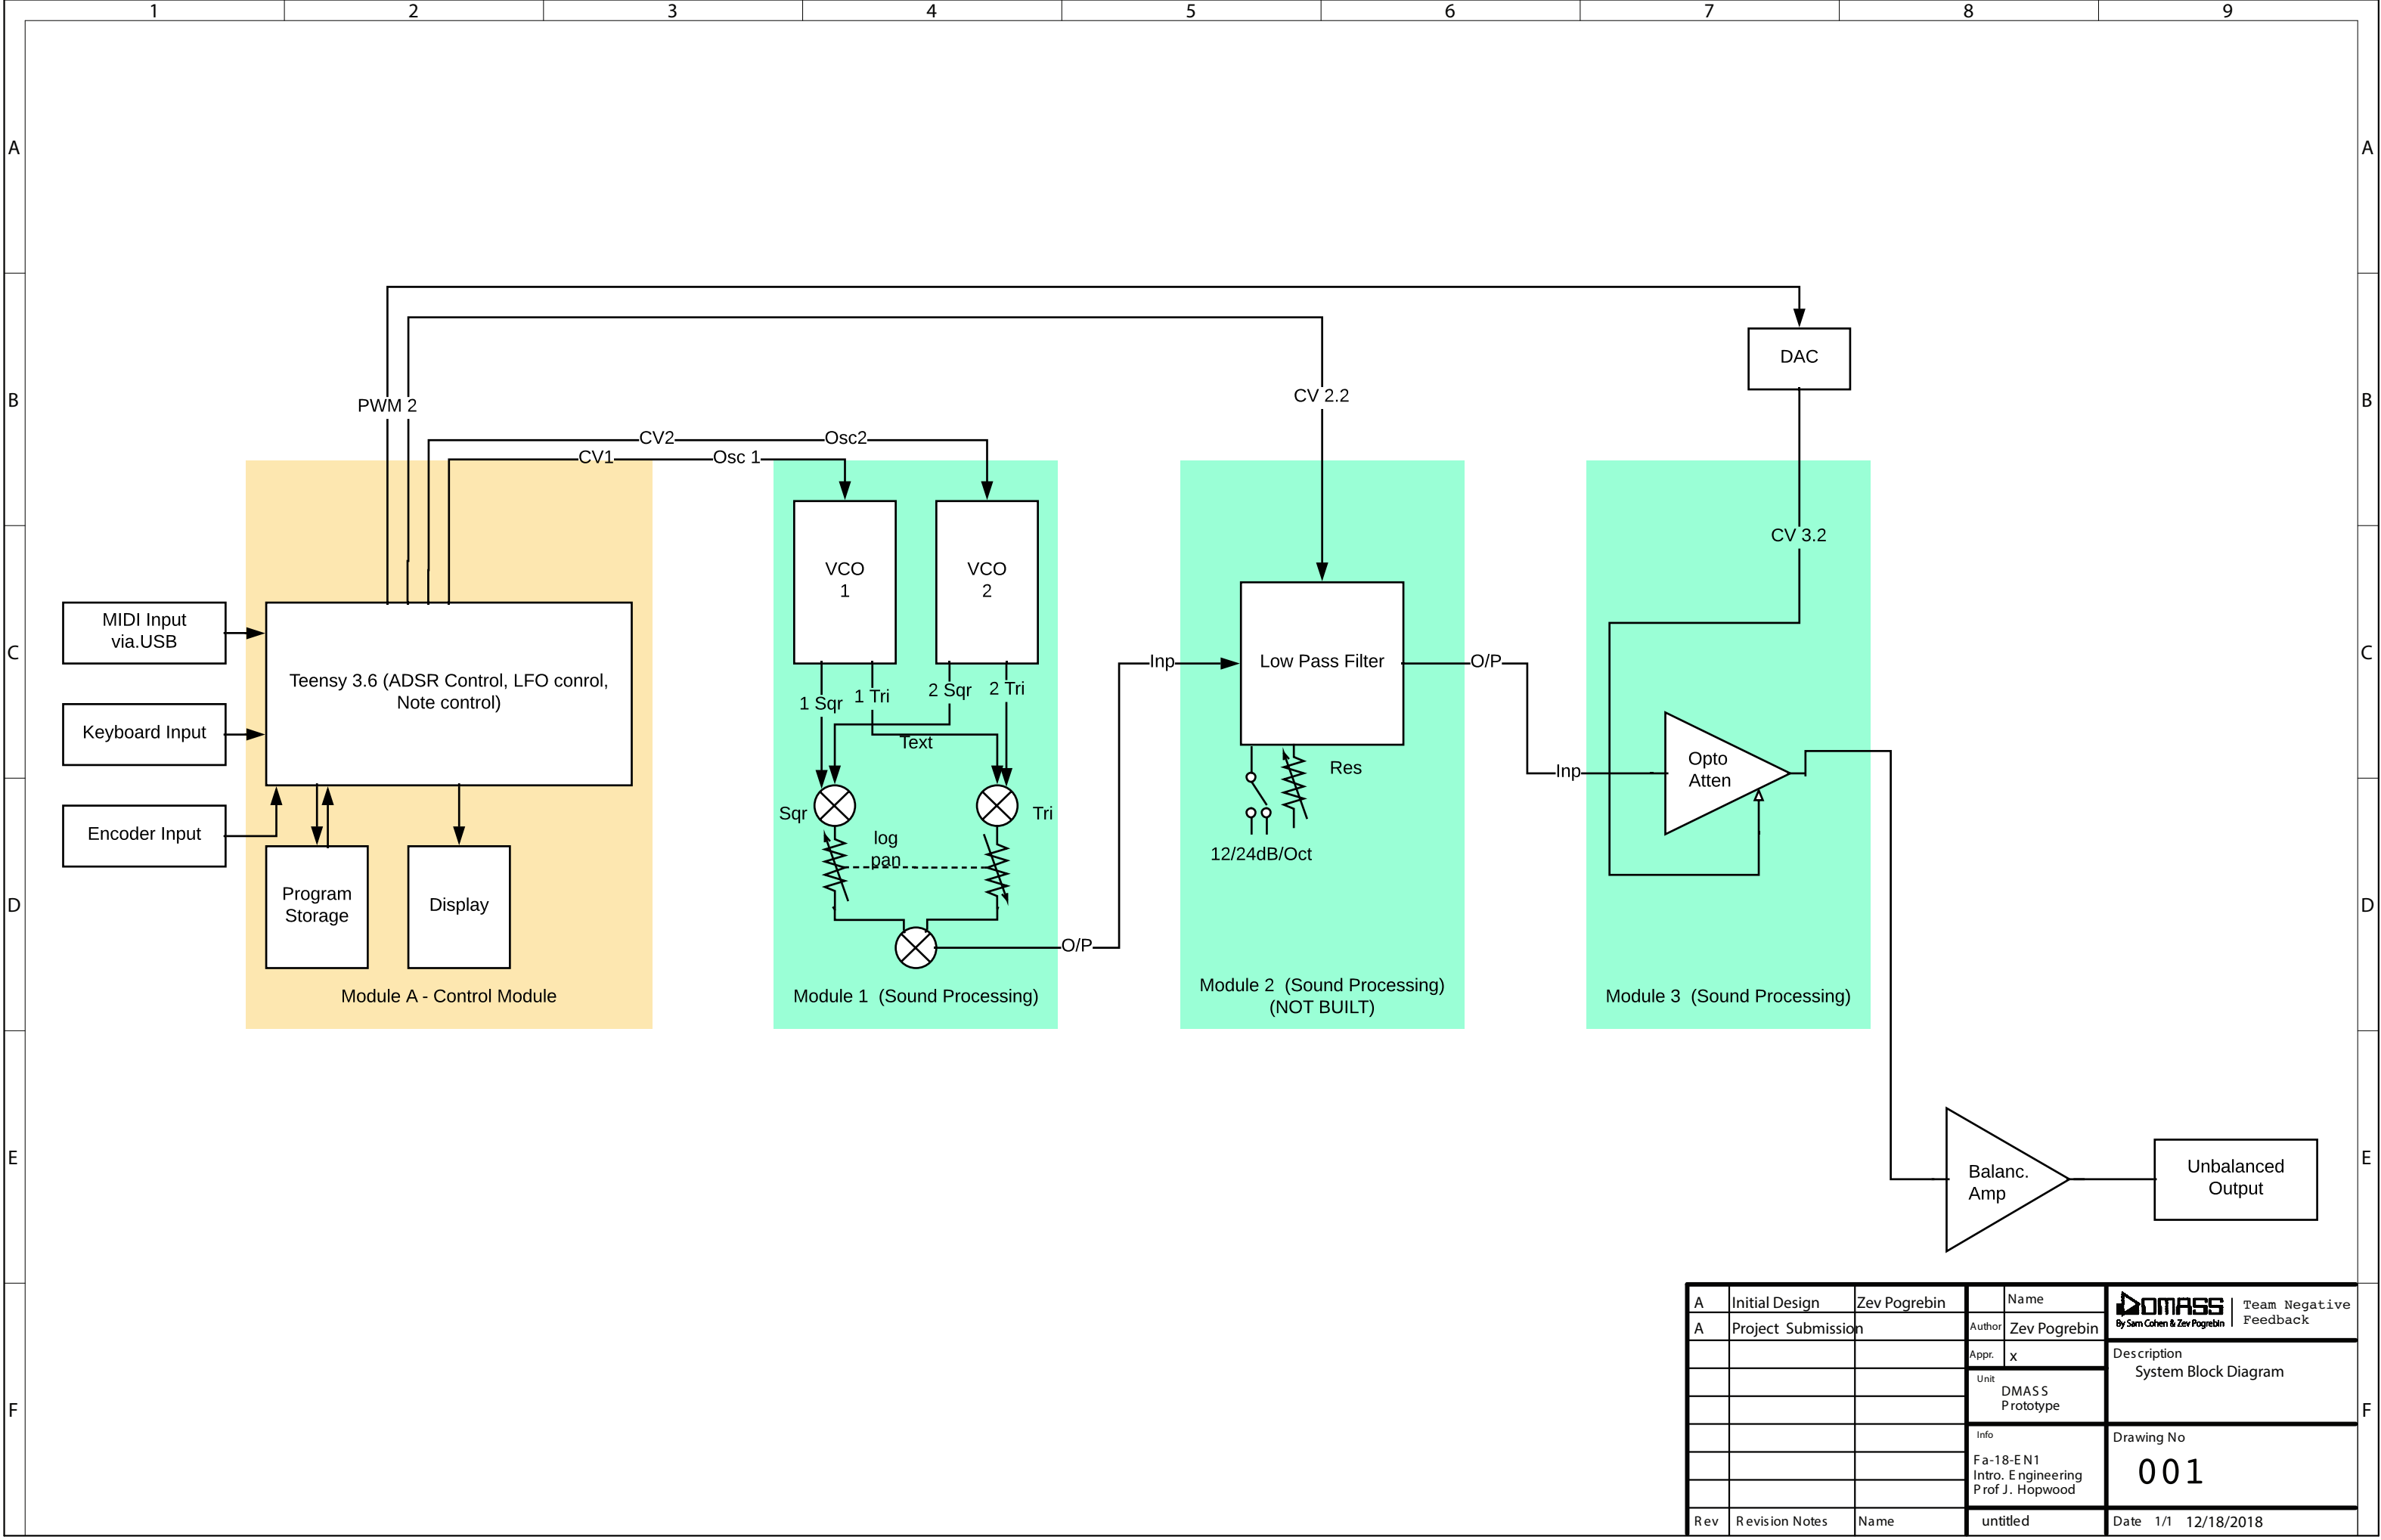 1 2 3 4 5 6 7 8 9
A A
B B
C C
D D
E E
F F
PWM 2
CV2 Osc2
CV1 Osc 1
CV 2.2
DAC
CV 3.2
MIDI Input
via.USB
Keyboard Input
Encoder Input
Teensy 3.6 (ADSR Control, LFO conrol,
Note control)
Program
Storage
Display
Module A - Control Module
VCO
1
VCO
2
1 Sqr
1 Tri
2 Sqr
2 Tri
Text
Sqr
Tri
log
pan
O/P
Module 1 (Sound Processing)
Inp
Low Pass Filter
O/P
Res
12/24dB/Oct
Module 2 (Sound Processing)
(NOT BUILT)
Inp
Opto
Atten
Module 3 (Sound Processing)
Balanc.
Amp
Unbalanced
Output
A Initial Design Zev Pogrebin
A Project Submission
Rev Revision Notes Name
Name
Author Zev Pogrebin
Appr. x
Unit
DMASS
Prototype
Info
Fa-18-EN1
Intro. Engineering
Prof J. Hopwood
untitled
DMASS
By Sam Cohen & Zev Pogrebin
Team Negative
Feedback
Description
System Block Diagram
Drawing No
001
Date 1/1 12/18/2018